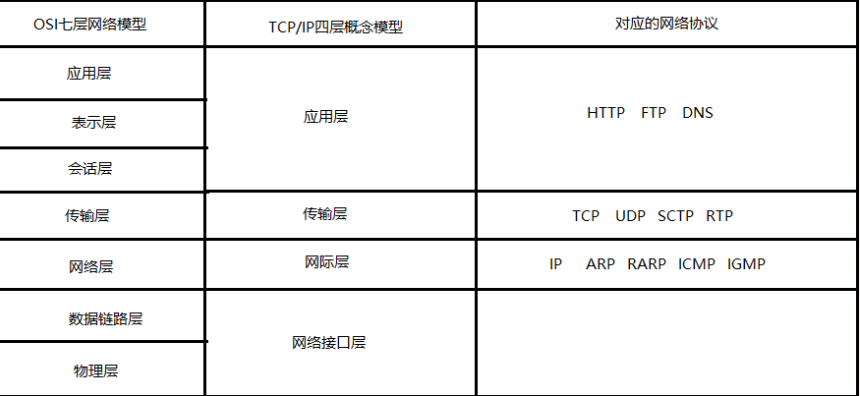 OSI七层网络模型 TCP/IP四层概念模型 对应的网络协议
应用层
表示层 应用层 HTTP FTP DNS
会话层
传输层 传输层 TCP UDP SCTP RTP
网络层 网际层 IP ARP RARP ICMP IGMP
数据链路层
网络接口层
物理层